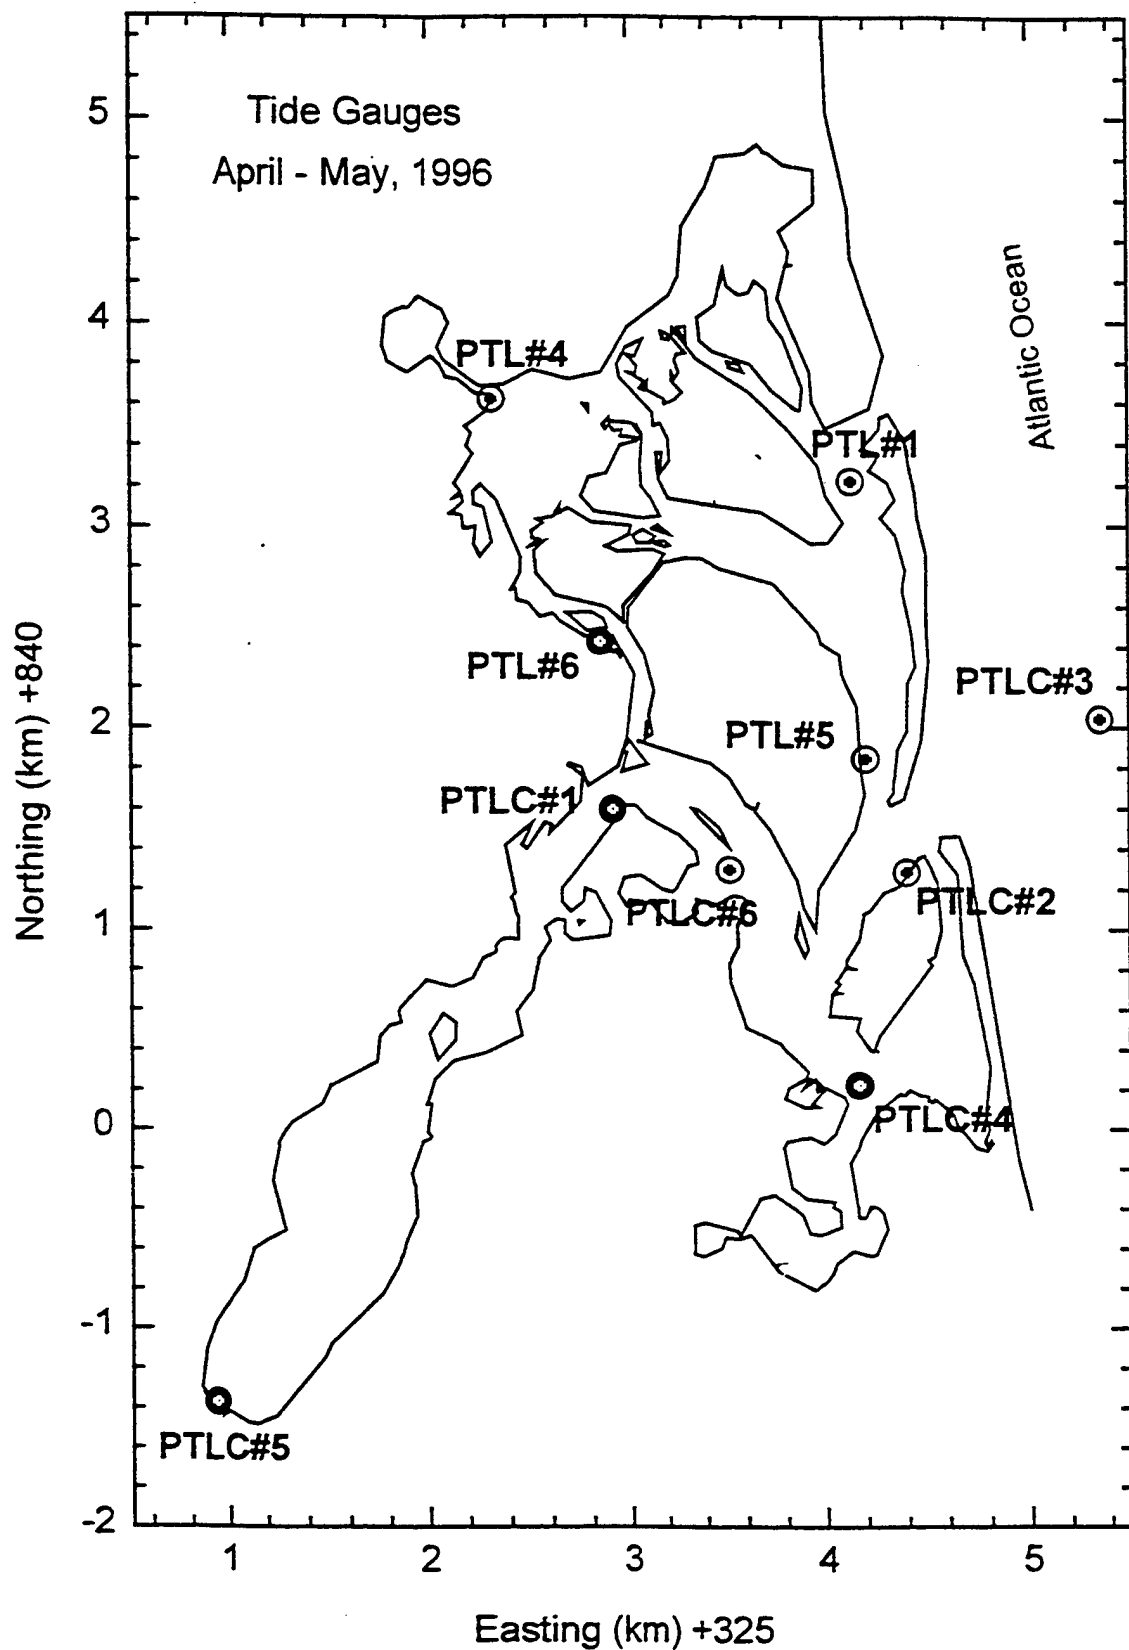 Tide Gauges
April - May, 1996
5
4
3
2
1
0
-1
-2
Northing (km) +840
Atlantic Ocean
PTL#4
PTL#1
PTL#6
PTLC#3
PTL#5
PTLC#1
PTLC#6
PTLC#2
PTLC#4
PTLC#5
1
2
3
4
5
Easting (km) +325